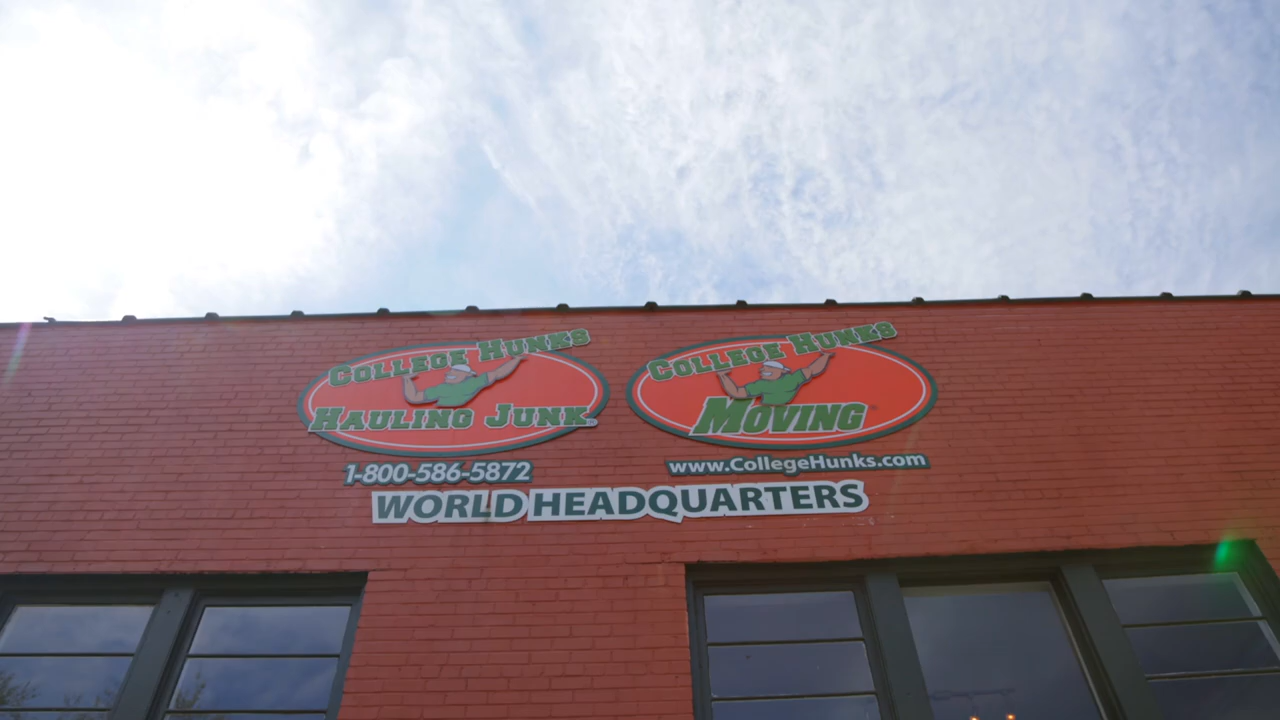 COLLEGE HUNKS
HAULING JUNK
1-800-586-5872
COLLEGE HUNKS
MOVING
www.CollegeHunks.com
WORLD HEADQUARTERS